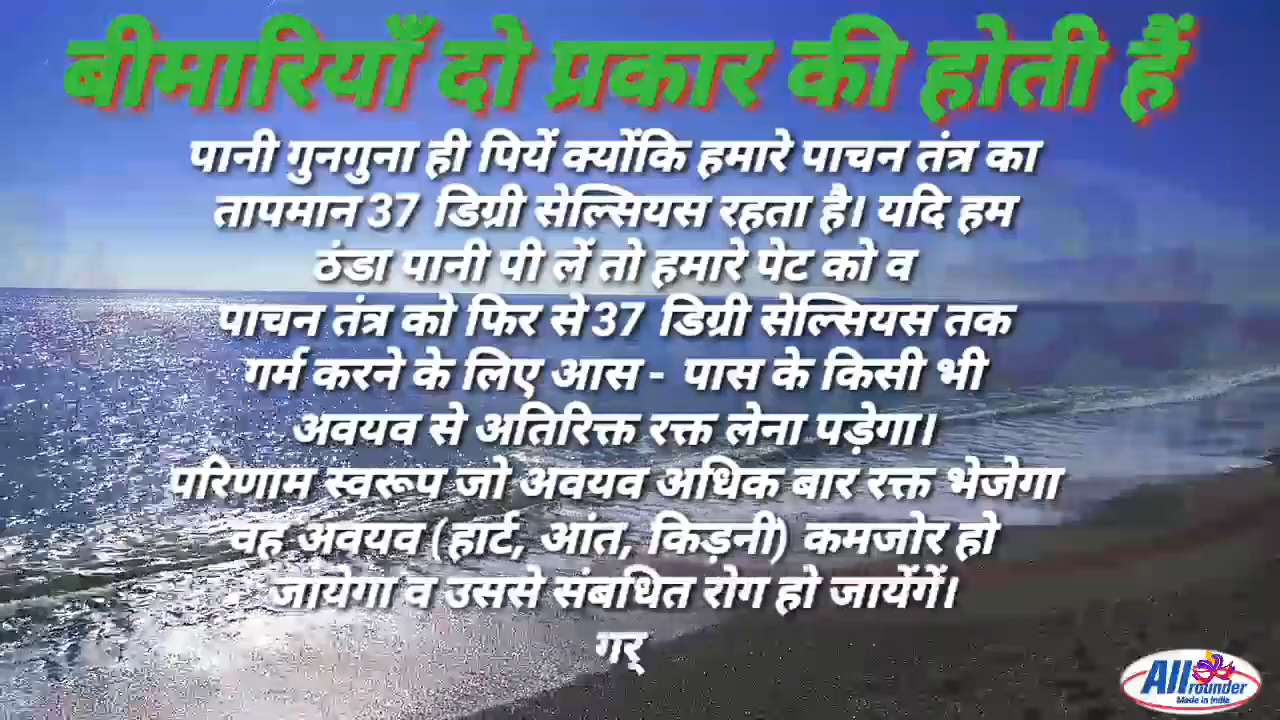 बीमारियाँ दो प्रकार की होती हैं
पानी गुनगुना ही पियें क्योंकि हमारे पाचन तंत्र का
तापमान 37 डिग्री सेल्सियस रहता है। यदि हम
ठंडा पानी पी लें तो हमारे पेट को व
पाचन तंत्र को फिर से 37 डिग्री सेल्सियस तक
गर्म करने के लिए आस - पास के किसी भी
अवयव से अतिरिक्त रक्त लेना पड़ेगा।
परिणाम स्वरूप जो अवयव अधिक बार रक्त भेजेगा
वह अवयव (हार्ट, आंत, किड़नी) कमजोर हो
जायेगा व उससे संबधित रोग हो जायेंगें।
गर्
All rounder
Made in India